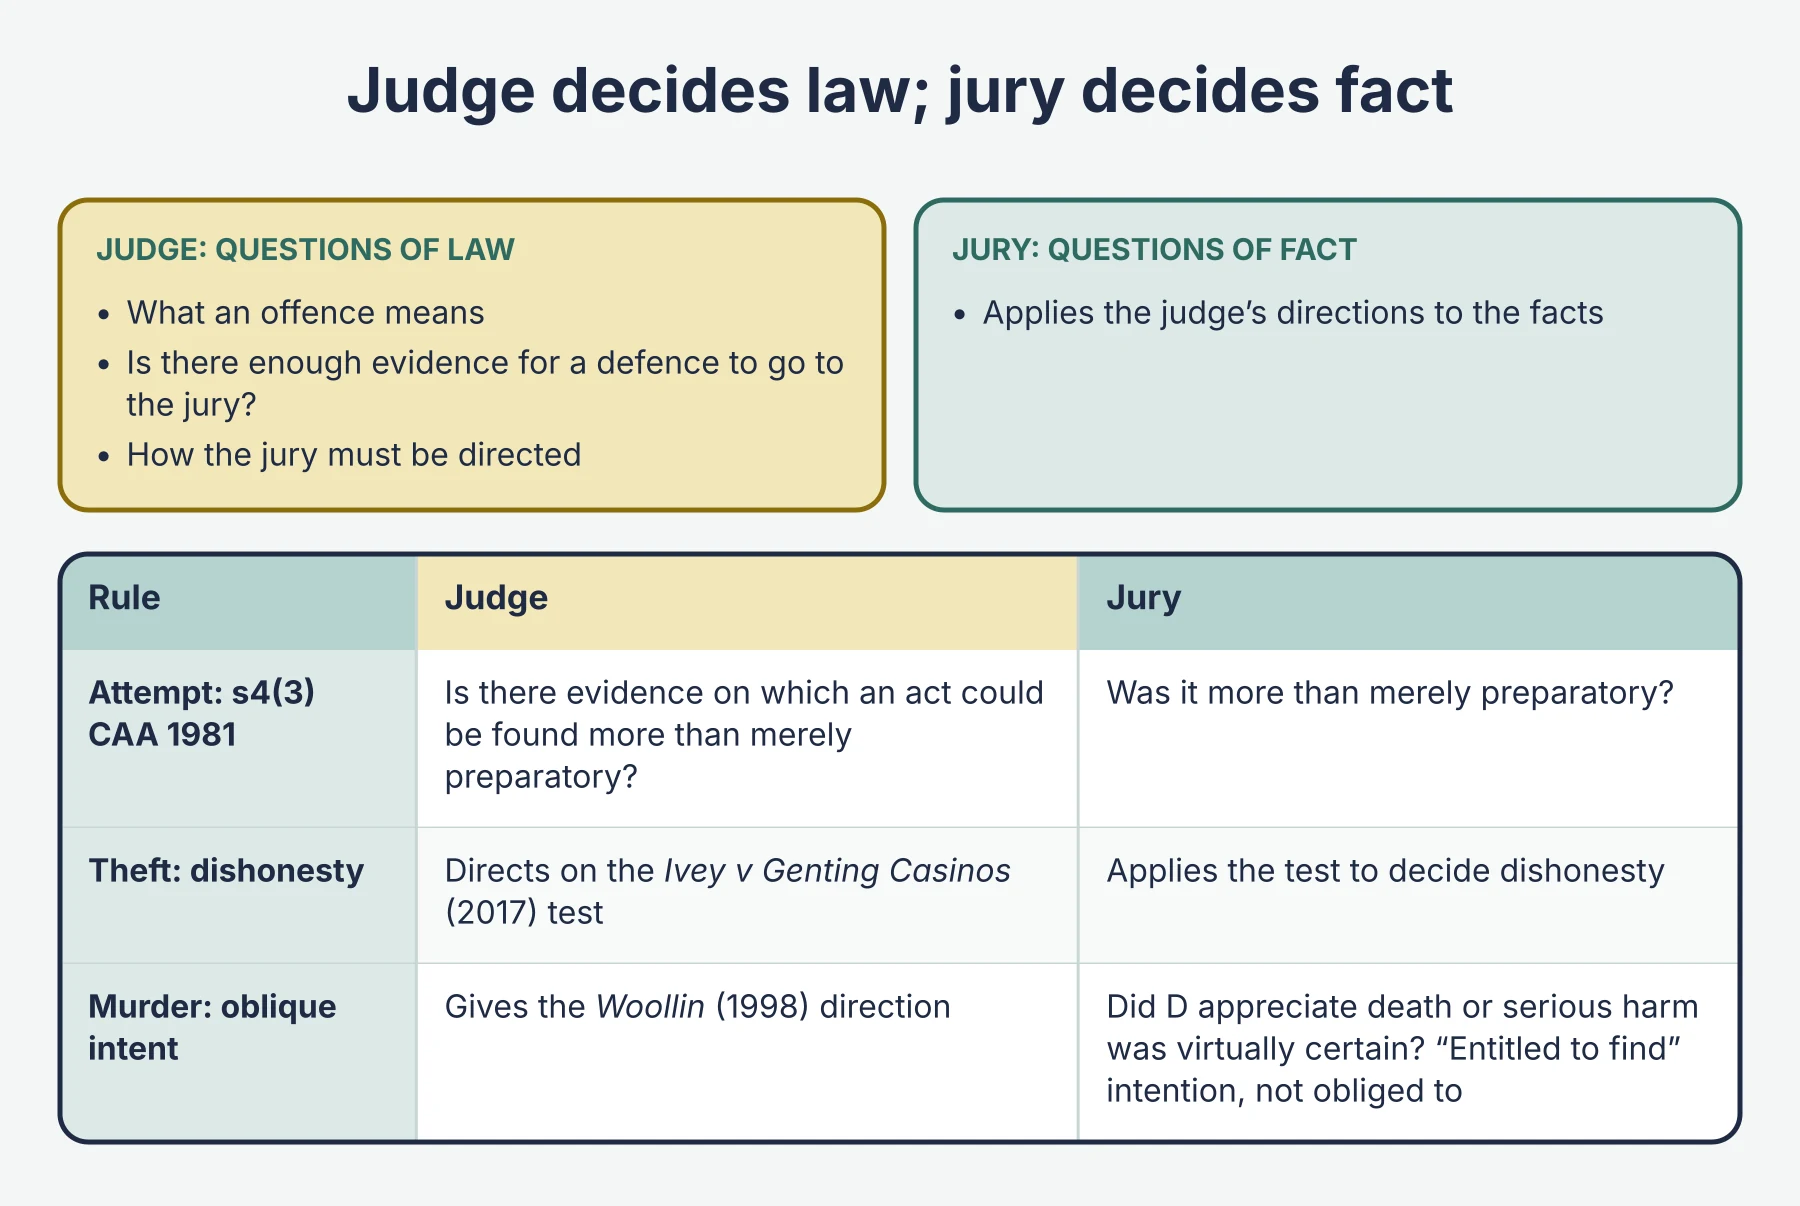 Judge decides law; jury decides fact
JUDGE: QUESTIONS OF LAW
• What an offence means
• Is there enough evidence for a defence to go to
the jury?
• How the jury must be directed
JURY: QUESTIONS OF FACT
• Applies the judge’s directions to the facts
Rule
Judge
Jury
Attempt: s4(3)
CAA 1981
Is there evidence on which an act could
be found more than merely
preparatory?
Was it more than merely preparatory?
Theft: dishonesty
Directs on the Ivey v Genting Casinos
(2017) test
Applies the test to decide dishonesty
Murder: oblique
intent
Gives the Woollin (1998) direction
Did D appreciate death or serious harm
was virtually certain? “Entitled to find”
intention, not obliged to